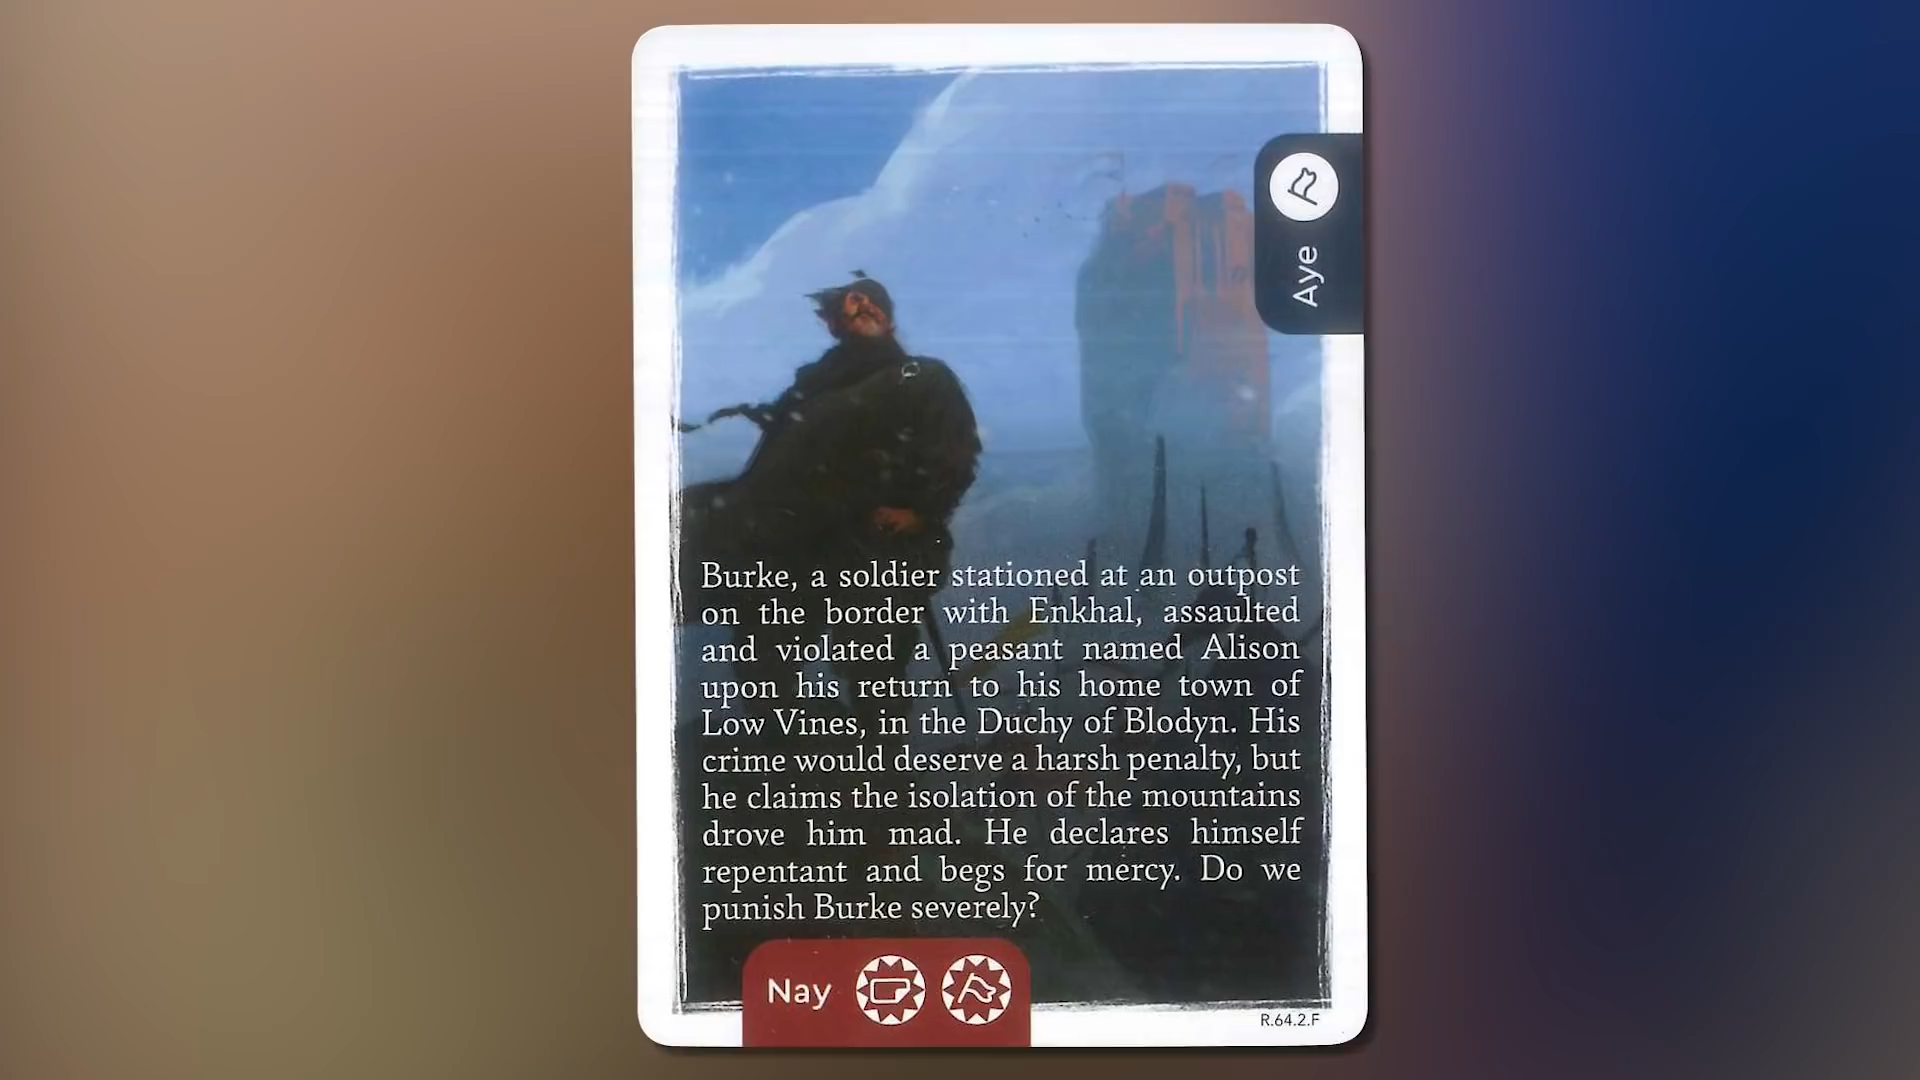 Aye
Burke, a soldier stationed at an outpost
on the border with Enkhal, assaulted
and violated a peasant named Alison
upon his return to his home town of
Low Vines, in the Duchy of Blodyn. His
crime would deserve a harsh penalty, but
he claims the isolation of the mountains
drove him mad. He declares himself
repentant and begs for mercy. Do we
punish Burke severely?
Nay
R.64.2.F